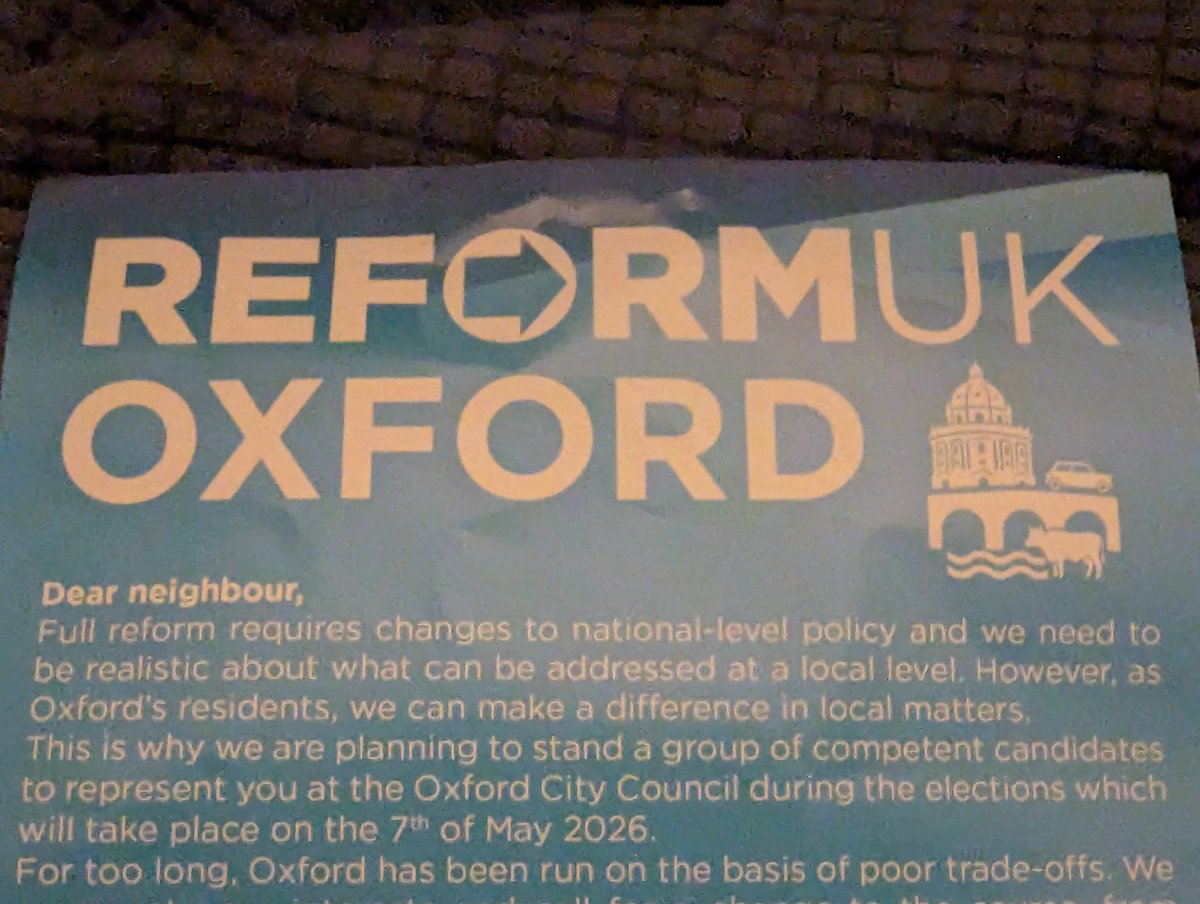 REFORMUK
OXFORD
Dear neighbour,
Full reform requires changes to national-level policy and we need to
be realistic about what can be addressed at a local level. However, as
Oxford's residents, we can make a difference in local matters.
This is why we are planning to stand a group of competent candidates
to represent you at the Oxford City Council during the elections which
will take place on the 7th of May 2026.
For too long, Oxford has been run on the basis of poor trade-offs. We